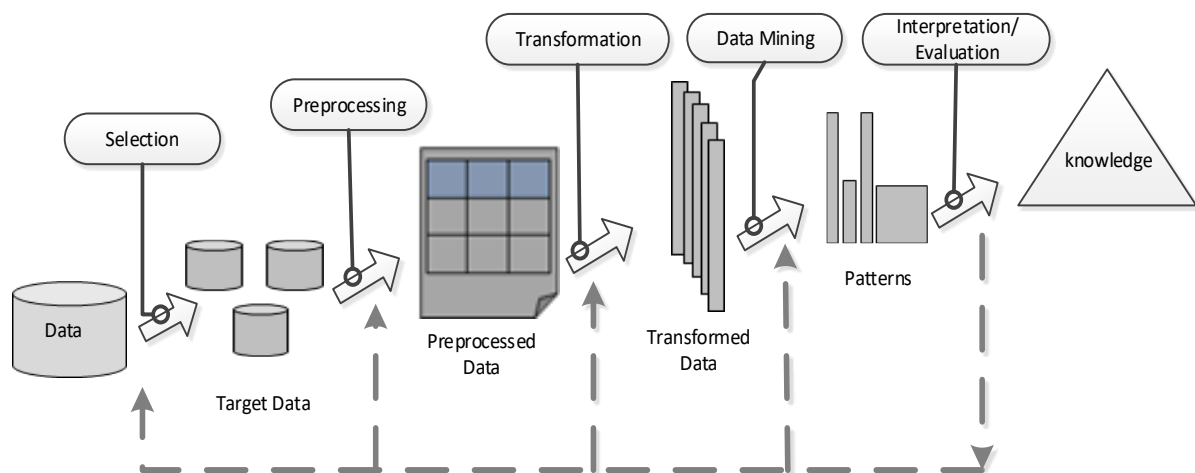 Selection
Preprocessing
Transformation
Data Mining
Interpretation/
Evaluation
Data
Target Data
Preprocessed
Data
Transformed
Data
Patterns
knowledge